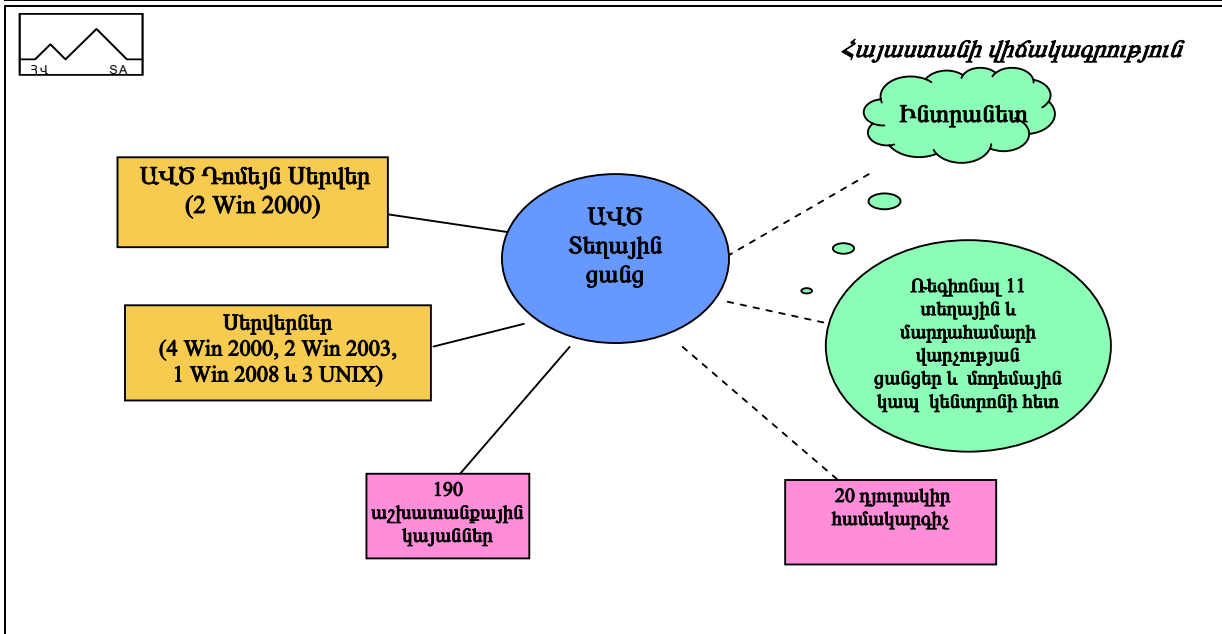 ՀՎ SA
Հայաստանի վիճակագրություն
Ինտրանետ
ԱՎԾ Դոմեյն Սերվեր
(2 Win 2000)
ԱՎԾ
Տեղային
ցանց
Ռեգիոնալ 11
տեղային և
մարդահամարի
վարչության
ցանցեր և մոդեմային
կապ կենտրոնի հետ
Սերվերներ
(4 Win 2000, 2 Win 2003,
1 Win 2008 և 3 UNIX)
190
աշխատանքային
կայաններ
20 դյուրակիր
համակարգիչ